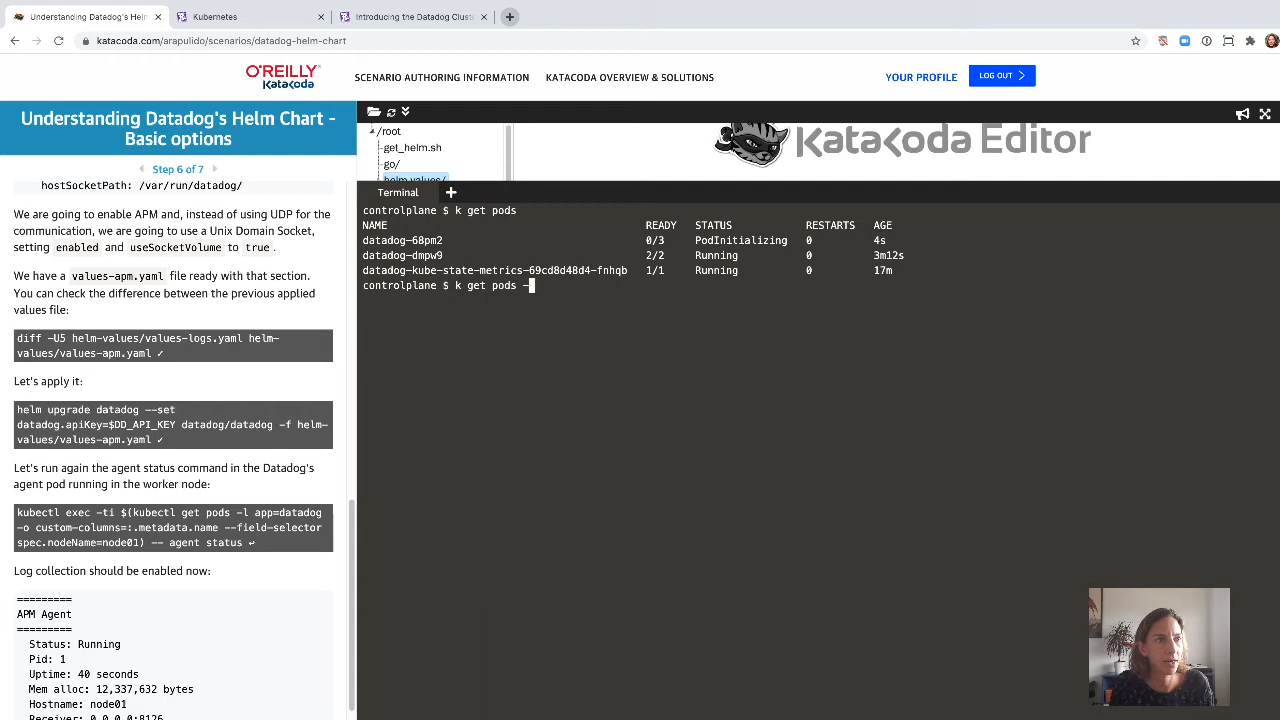 Understanding Datadog's Helm
Kubernetes
Introducing the Datadog Cluste
katacoda.com/arapulido/scenarios/datadog-helm-chart
O'REILLY
Katacoda
SCENARIO AUTHORING INFORMATION
KATACODA OVERVIEW & SOLUTIONS
YOUR PROFILE
LOG OUT
Understanding Datadog's Helm Chart -
Basic options
Step 6 of 7
hostSocketPath: /var/run/datadog/
We are going to enable APM and, instead of using UDP for the
communication, we are going to use a Unix Domain Socket,
setting enabled and useSocketVolume to true.
We have a values-apm.yaml file ready with that section.
You can check the difference between the previous applied
values file:
diff -U5 helm-values/values-logs.yaml helm-
values/values-apm.yaml ✓
Let's apply it:
helm upgrade datadog --set
datadog.apiKey=$DD_API_KEY datadog/datadog -f helm-
values/values-apm.yaml ✓
Let's run again the agent status command in the Datadog's
agent pod running in the worker node:
kubectl exec -ti $(kubectl get pods -l app=datadog
-o custom-columns=:.metadata.name --field-selector
spec.nodeName=node01) -- agent status ↵
Log collection should be enabled now:
=========
APM Agent
=========
Status: Running
Pid: 1
Uptime: 40 seconds
Mem alloc: 12,337,632 bytes
Hostname: node01
Receiver: 0.0.0.0:8126
/root
get_helm.sh
go/
helm-values/
KataKoda Editor
Terminal
controlplane $ k get pods
NAME READY STATUS RESTARTS AGE
datadog-68pm2 0/3 PodInitializing 0 4s
datadog-dmpw9 2/2 Running 0 3m12s
datadog-kube-state-metrics-69cd8d48d4-fnhqb 1/1 Running 0 17m
controlplane $ k get pods -